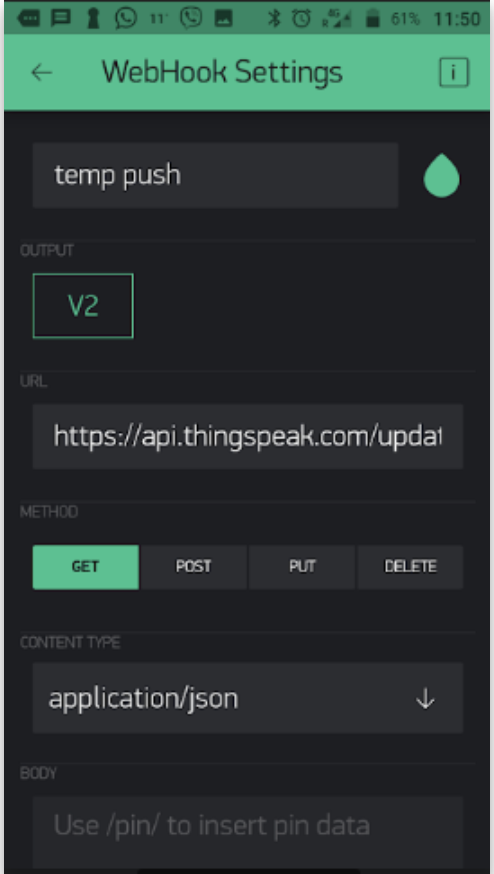 61% 11:50
WebHook Settings
temp push
OUTPUT
V2
URL
https://api.thingspeak.com/updat
METHOD
GET POST PUT DELETE
CONTENT TYPE
application/json
BODY
Use /pin/ to insert pin data